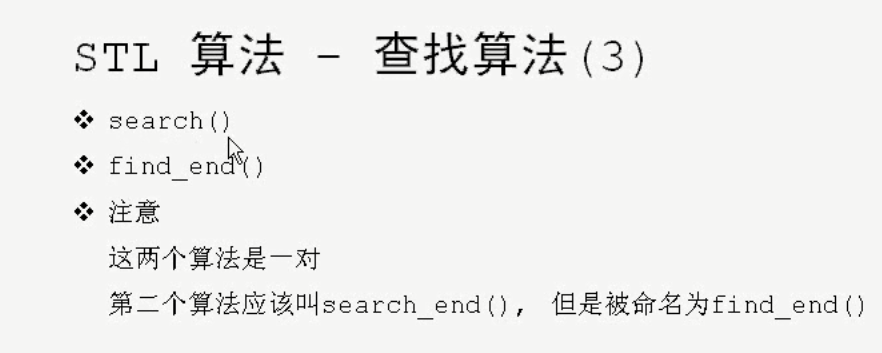 STL 算法 - 查找算法(3)
search()
find_end()
注意
这两个算法是一对
第二个算法应该叫search_end(), 但是被命名为find_end()